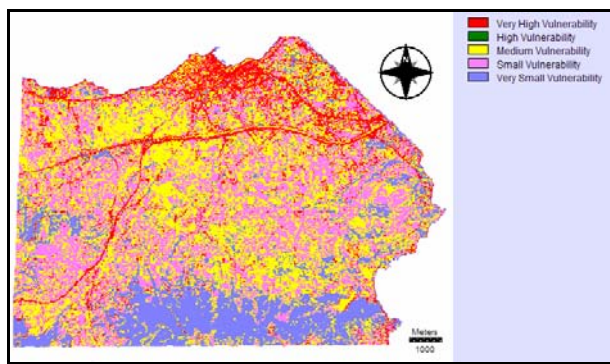 Very High Vulnerability
High Vulnerability
Medium Vulnerability
Small Vulnerability
Very Small Vulnerability
N
Meters
1000